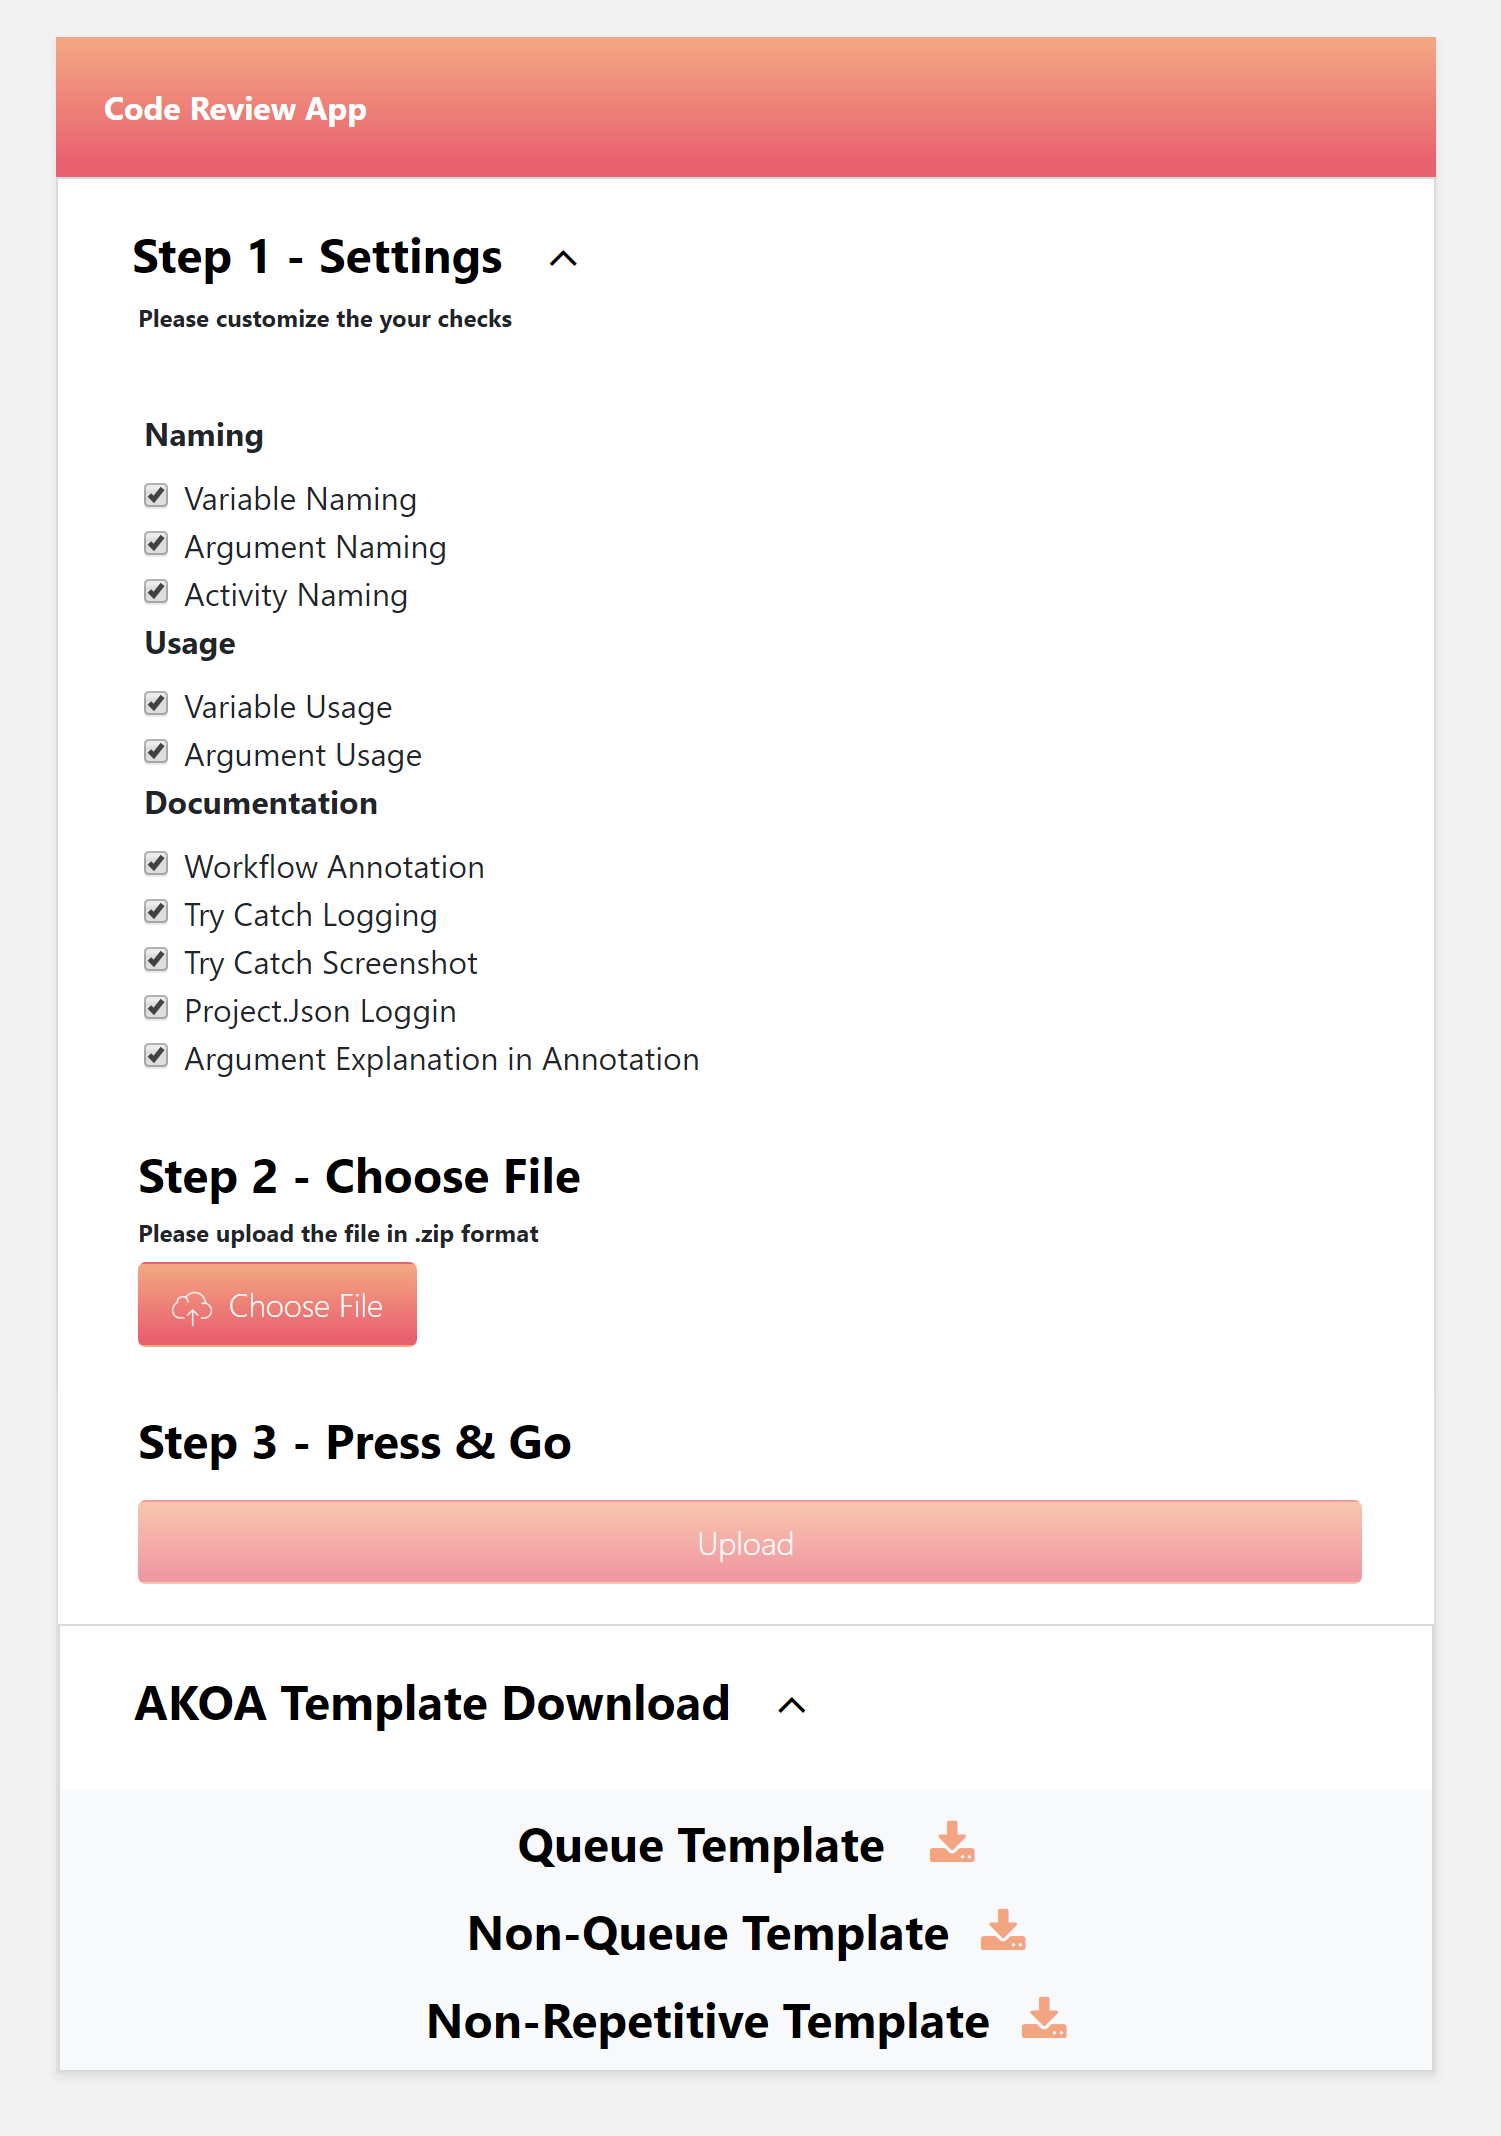 Code Review App
Step 1 - Settings
Please customize the your checks
Naming
Variable Naming
Argument Naming
Activity Naming
Usage
Variable Usage
Argument Usage
Documentation
Workflow Annotation
Try Catch Logging
Try Catch Screenshot
Project.Json Loggin
Argument Explanation in Annotation
Step 2 - Choose File
Please upload the file in .zip format
Choose File
Step 3 - Press & Go
Upload
AKOA Template Download
Queue Template
Non-Queue Template
Non-Repetitive Template